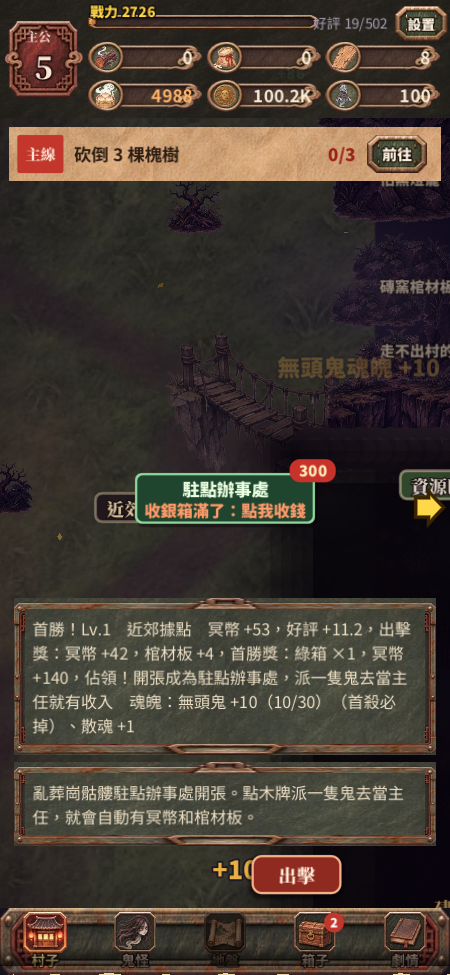 戰力.2726
主公
5
好評 19/502
設置
0
0
8
4988
100.2K
100
主線
砍倒 3 棵槐樹
0/3
前往
磚窯棺材板
走不出村的
無頭鬼魂魄 +10
300
駐點辦事處
近郊
收銀箱滿了：點我收錢
資源
首勝！Lv.1　近郊據點　冥幣 +53，好評 +11.2，出擊
獎：冥幣 +42，棺材板 +4，首勝獎：綠箱 ×1，冥幣
+140，佔領！開張成為駐點辦事處，派一隻鬼去當主
任就有收入　魂魄：無頭鬼 +10（10/30）（首殺必
掉）、散魂 +1
亂葬崗骷髏駐點辦事處開張。點木牌派一隻鬼去當主
任，就會自動有冥幣和棺材板。
+10
出擊
2
村子
鬼怪
地盤
箱子
劇情